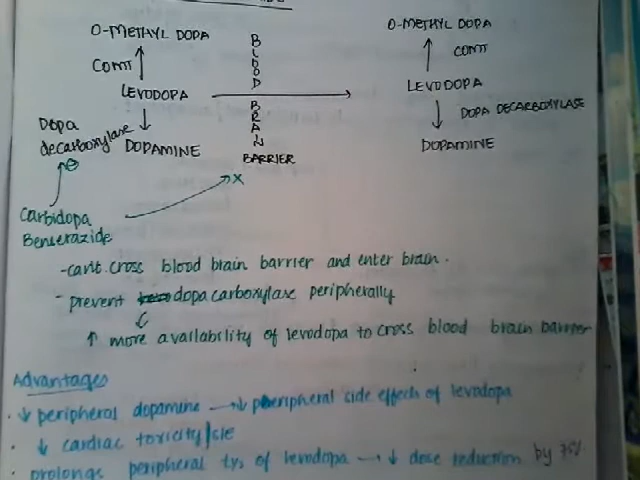 O-METHYL DOPA
COMT
LEVODOPA
Dopa
decarboxylase
DOPAMINE
BLOOD
BRAIN
BARRIER
O-METHYL DOPA
COMT
LEVODOPA
DOPA DECARBOXYLASE
DOPAMINE
Carbidopa
Benserazide
x
-can't cross blood brain barrier and enter brain.
- prevent dopa carboxylase peripherally
↑ more availability of levodopa to cross blood brain barrier
Advantages
· ↓ peripheral dopamine → ↓ peripheral side effects of levodopa
· ↓ cardiac toxicity/s/e
· prolongs peripheral t½ of levodopa → ↓ dose reduction by 75%